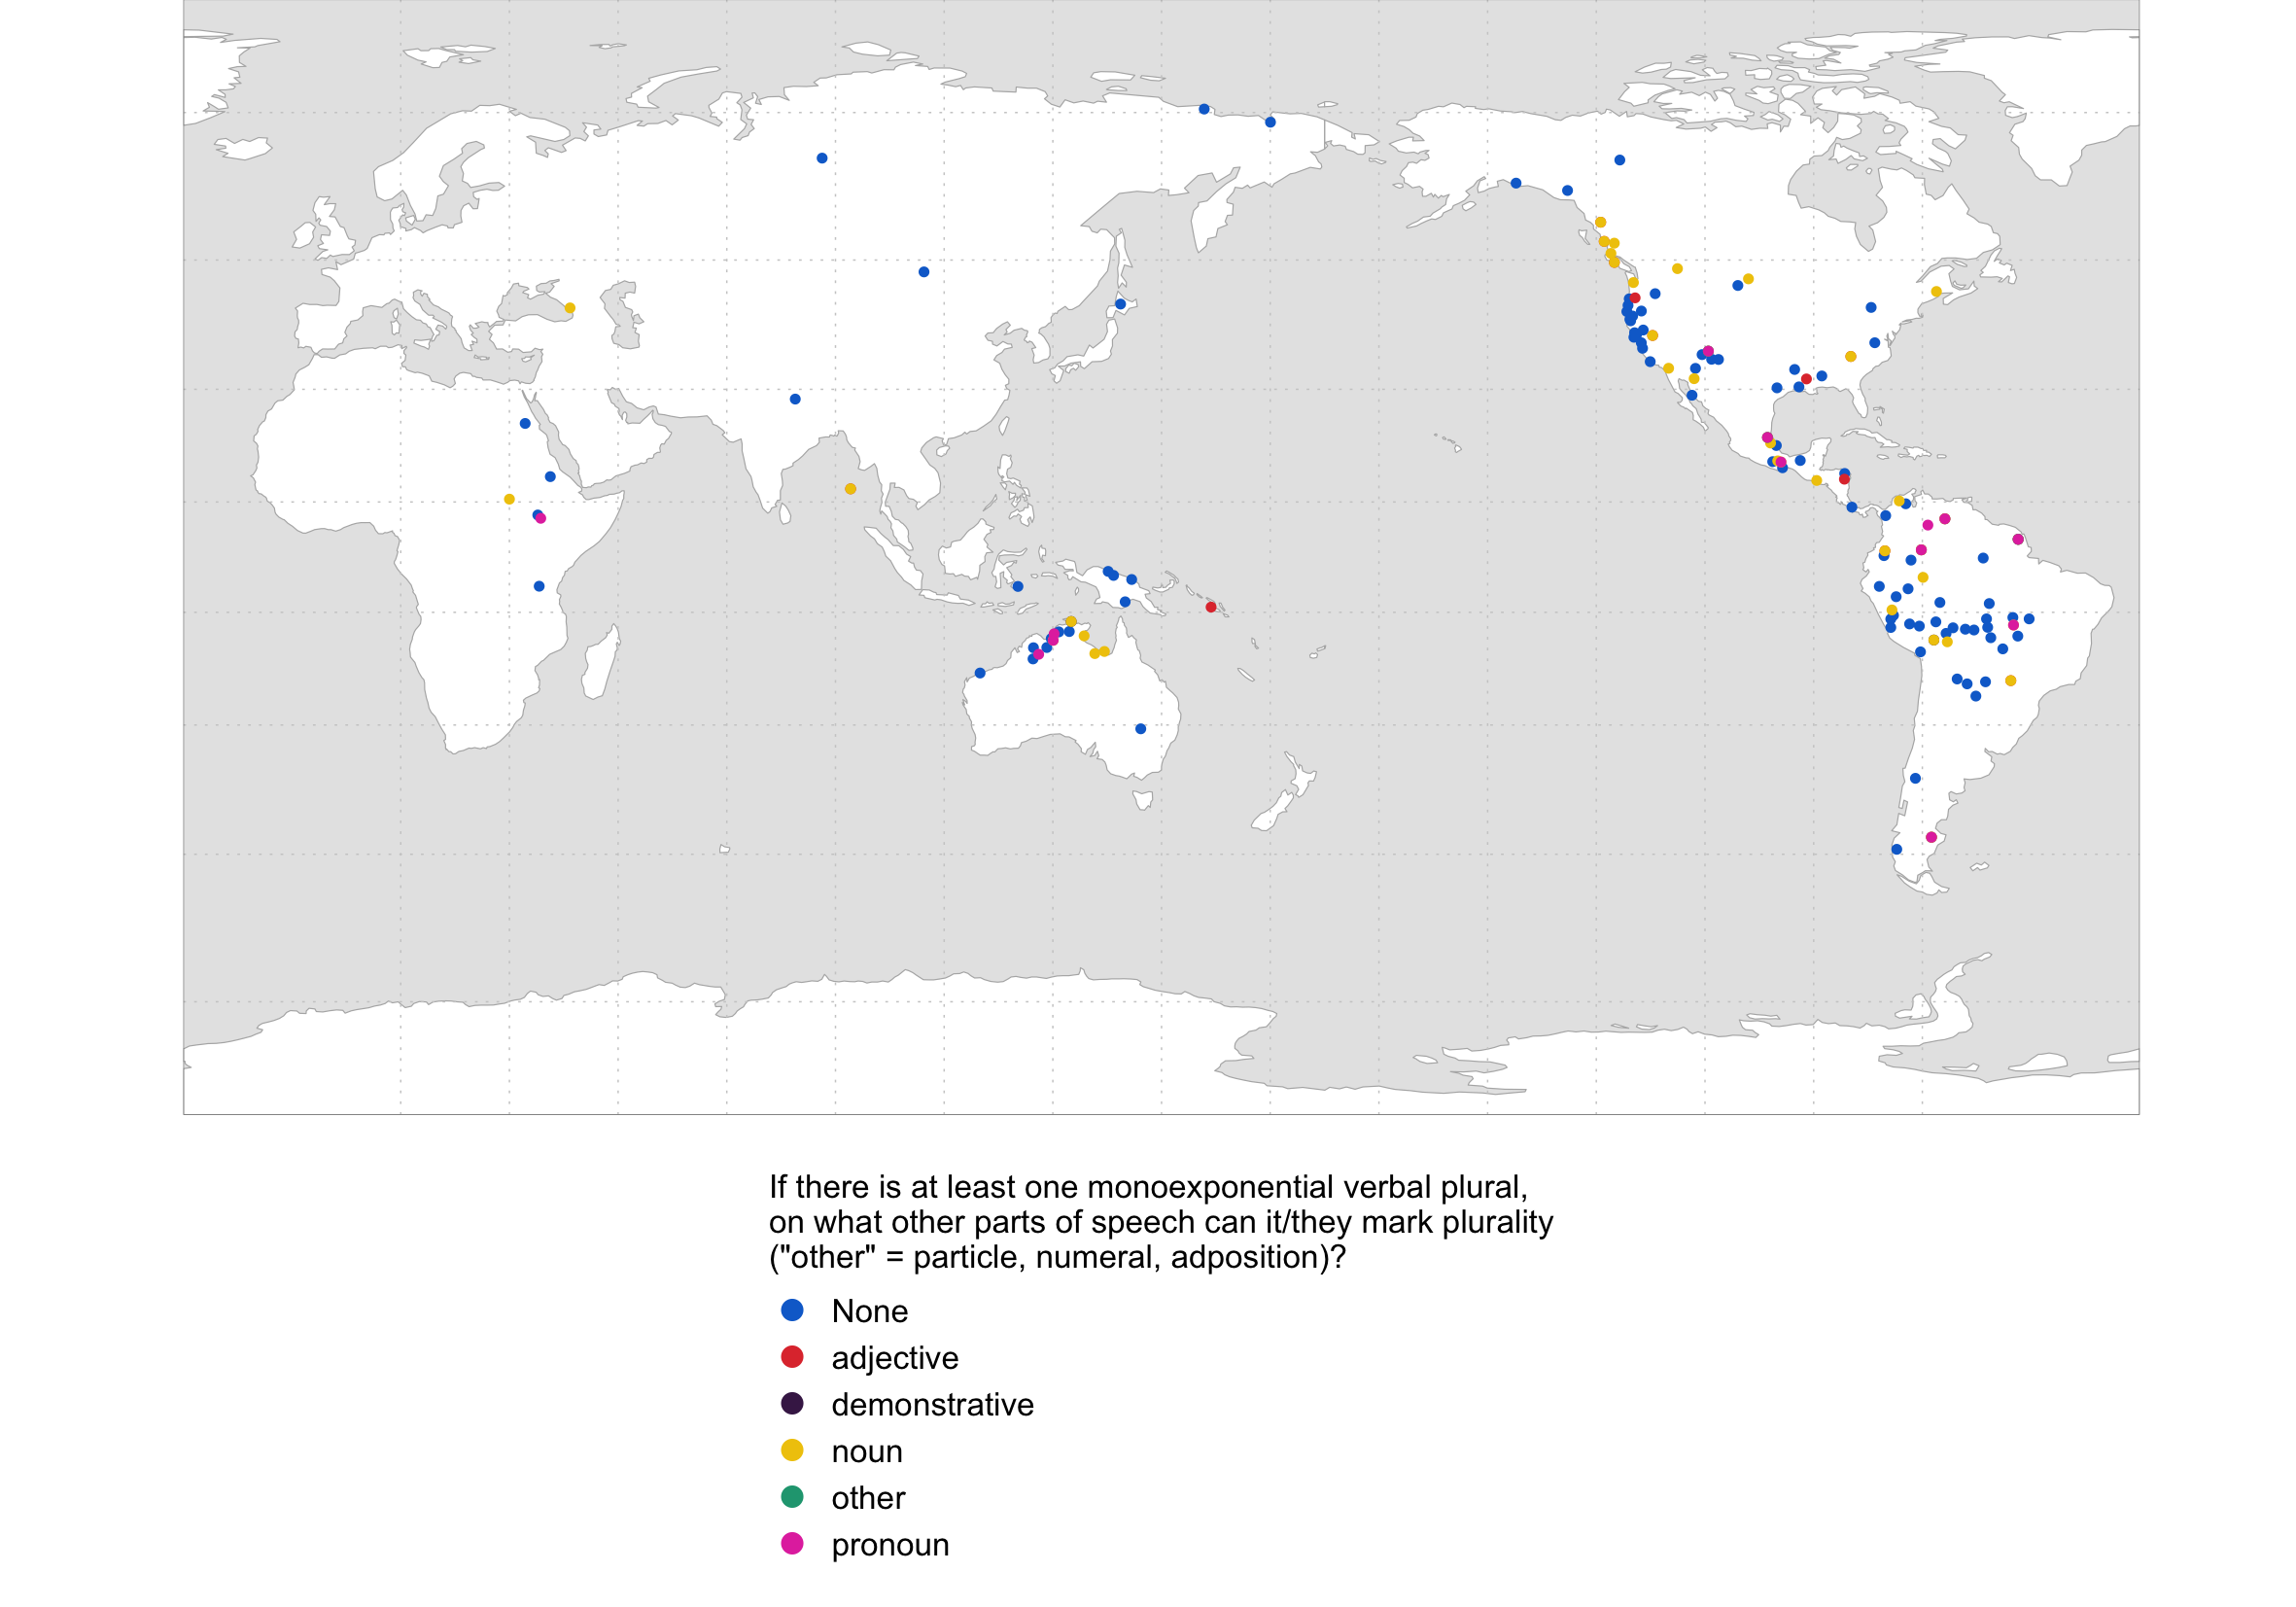 If there is at least one monoexponential verbal plural,
on what other parts of speech can it/they mark plurality
("other" = particle, numeral, adposition)?
None
adjective
demonstrative
noun
other
pronoun